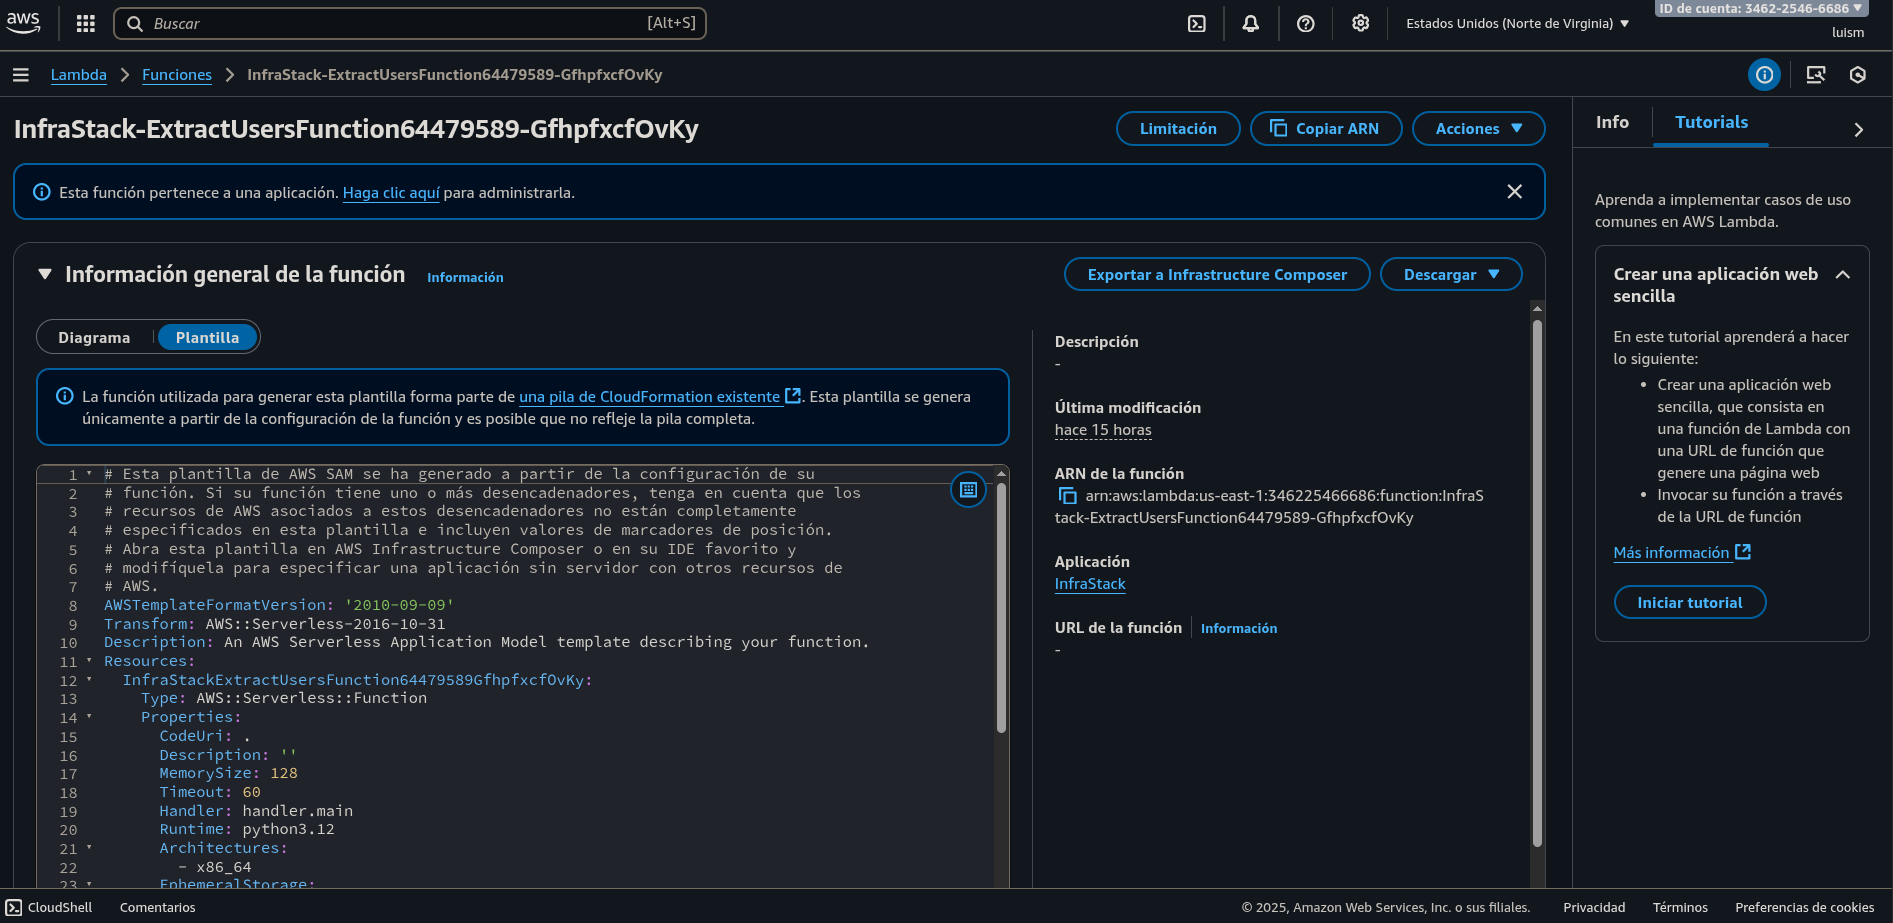 aws
Buscar
[Alt+S]
Estados Unidos (Norte de Virginia) ▼
ID de cuenta: 3462-2546-6686 ▼
luism
Lambda > Funciones > InfraStack-ExtractUsersFunction64479589-GfhpfxcfOvKy
InfraStack-ExtractUsersFunction64479589-GfhpfxcfOvKy
Limitación
Copiar ARN
Acciones ▼
Esta función pertenece a una aplicación. Haga clic aquí para administrarla.
▼ Información general de la función
Información
Exportar a Infrastructure Composer
Descargar ▼
Diagrama
Plantilla
La función utilizada para generar esta plantilla forma parte de una pila de CloudFormation existente. Esta plantilla se genera
únicamente a partir de la configuración de la función y es posible que no refleje la pila completa.
1 # Esta plantilla de AWS SAM se ha generado a partir de la configuración de su
2 # función. Si su función tiene uno o más desencadenadores, tenga en cuenta que los
3 # recursos de AWS asociados a estos desencadenadores no están completamente
4 # especificados en esta plantilla e incluyen valores de marcadores de posición.
5 # Abra esta plantilla en AWS Infrastructure Composer o en su IDE favorito y
6 # modifíquela para especificar una aplicación sin servidor con otros recursos de
7 # AWS.
8 AWSTemplateFormatVersion: '2010-09-09'
9 Transform: AWS::Serverless-2016-10-31
10 Description: An AWS Serverless Application Model template describing your function.
11 Resources:
12 InfraStackExtractUsersFunction64479589GfhpfxcfOvKy:
13 Type: AWS::Serverless::Function
14 Properties:
15 CodeUri: .
16 Description: ''
17 MemorySize: 128
18 Timeout: 60
19 Handler: handler.main
20 Runtime: python3.12
21 Architectures:
22 - x86_64
23 EphemeralStorage:
Descripción
-
Última modificación
hace 15 horas
ARN de la función
arn:aws:lambda:us-east-1:346225466686:function:InfraS
tack-ExtractUsersFunction64479589-GfhpfxcfOvKy
Aplicación
InfraStack
URL de la función
Información
-
Info
Tutorials
Aprenda a implementar casos de uso
comunes en AWS Lambda.
Crear una aplicación web
sencilla
En este tutorial aprenderá a hacer
lo siguiente:
• Crear una aplicación web
sencilla, que consista en
una función de Lambda con
una URL de función que
genere una página web
• Invocar su función a través
de la URL de función
Más información
Iniciar tutorial
CloudShell
Comentarios
© 2025, Amazon Web Services, Inc. o sus filiales.
Privacidad
Términos
Preferencias de cookies